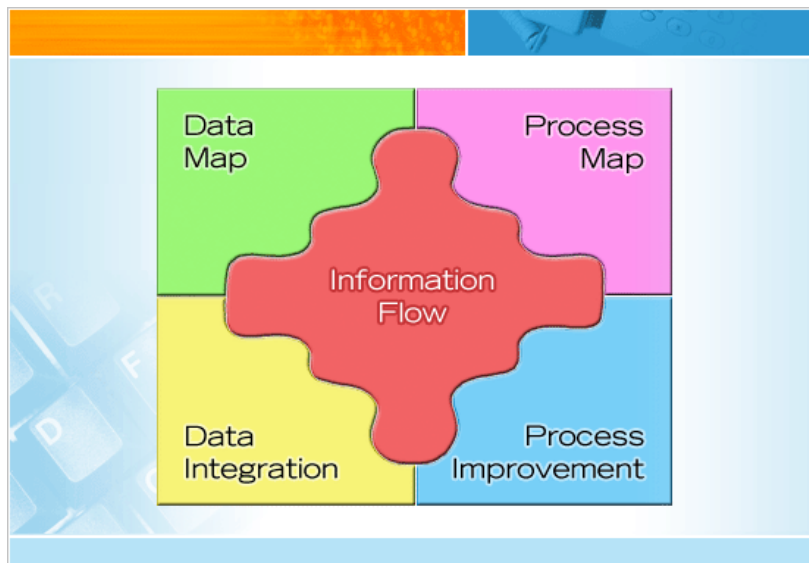 Data
Map
Process
Map
Information
Flow
Data
Integration
Process
Improvement
R
F
D